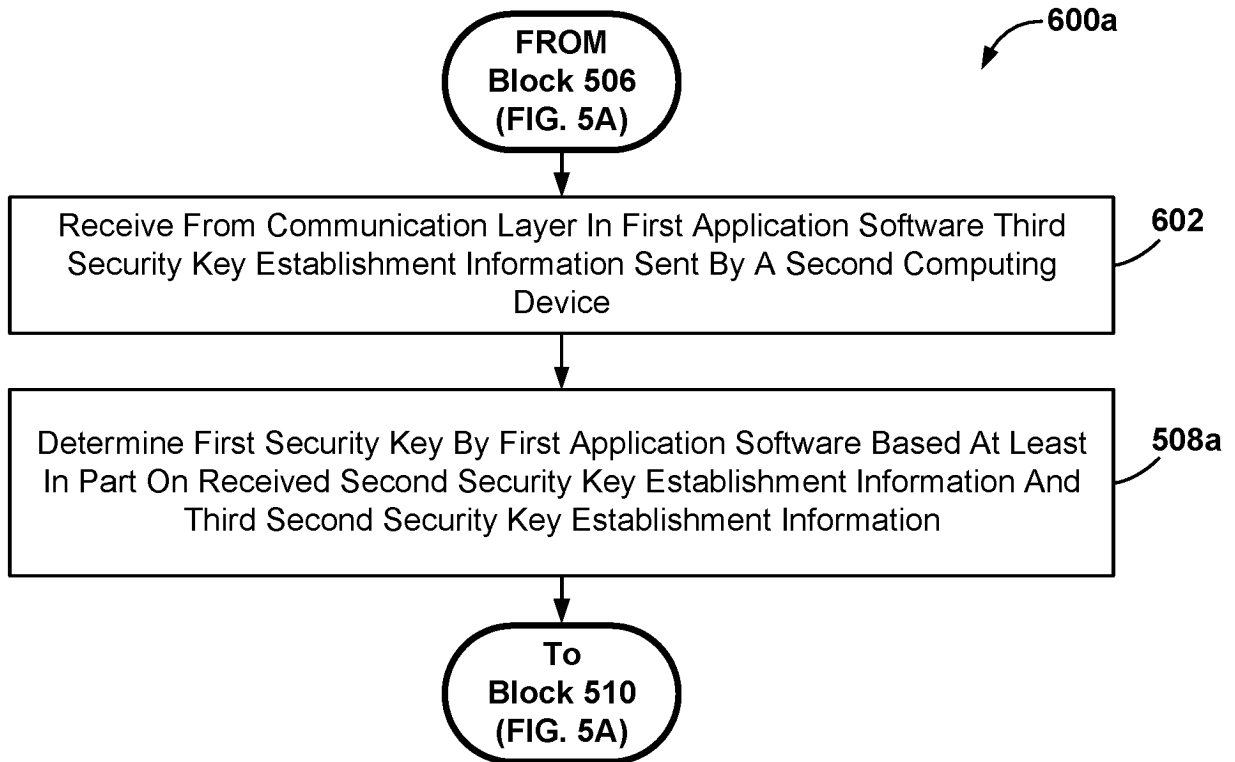 600a
FROM
Block 506
(FIG. 5A)
Receive From Communication Layer In First Application Software Third
Security Key Establishment Information Sent By A Second Computing
Device
602
Determine First Security Key By First Application Software Based At Least
In Part On Received Second Security Key Establishment Information And
Third Second Security Key Establishment Information
508a
To
Block 510
(FIG. 5A)